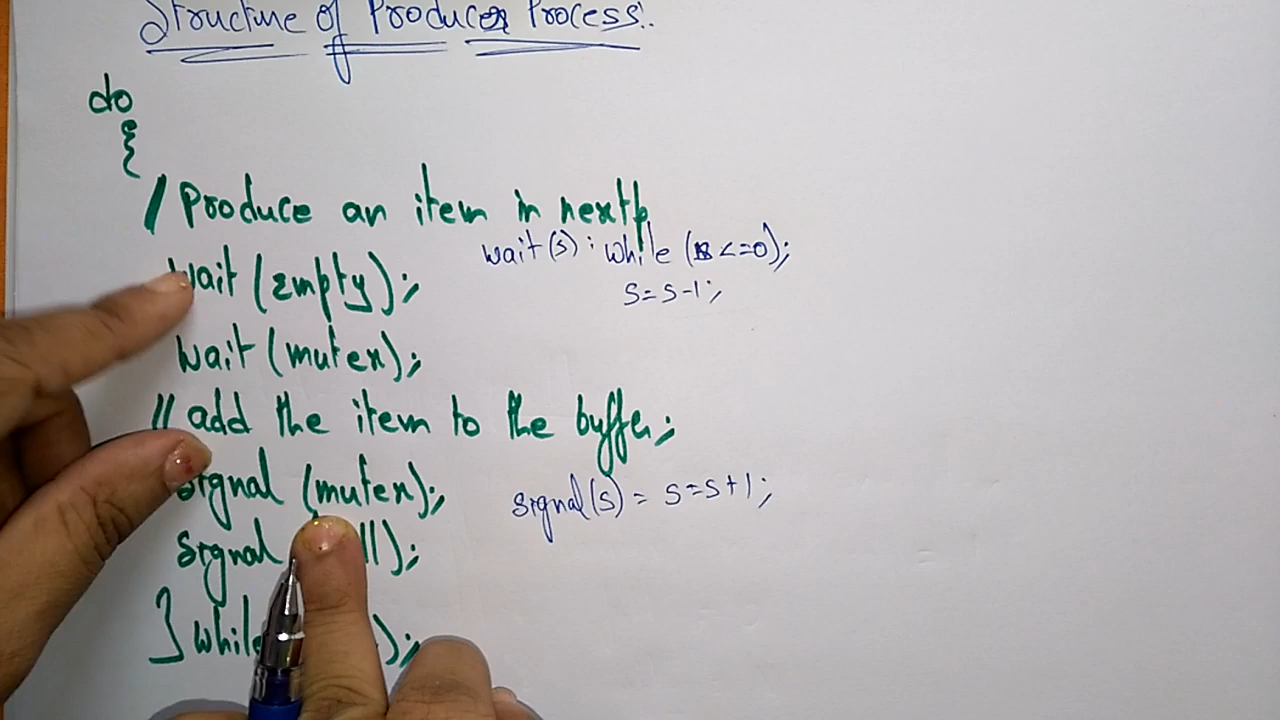 Structure of Producer Process:
do
{
/ Produce an item in nextp
wait (empty);
wait(s): while (s <=0);
s=s-1;
wait (mutex);
// add the item to the buffer;
signal (mutex);
signal(s) = s=s+1;
signal ll);
} while );